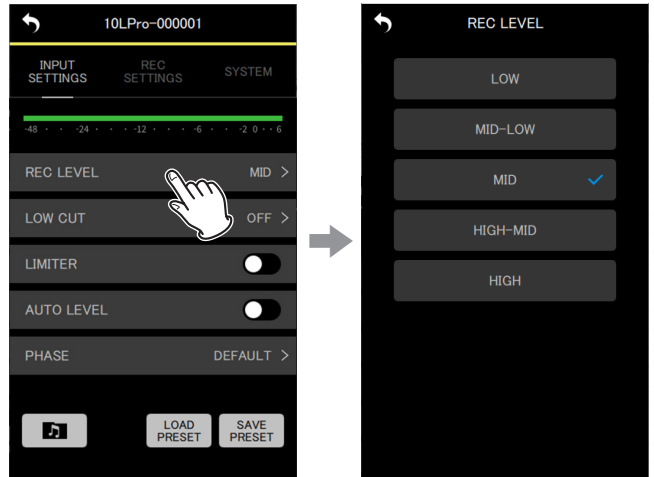 10LPro-000001
INPUT
SETTINGS
REC
SETTINGS
SYSTEM
-48 · · -24 · · · -12 · · · -6 · · -2 0 · · 6
REC LEVEL MID >
LOW CUT OFF >
LIMITER
AUTO LEVEL
PHASE DEFAULT >
LOAD
PRESET
SAVE
PRESET
REC LEVEL
LOW
MID-LOW
MID
HIGH-MID
HIGH